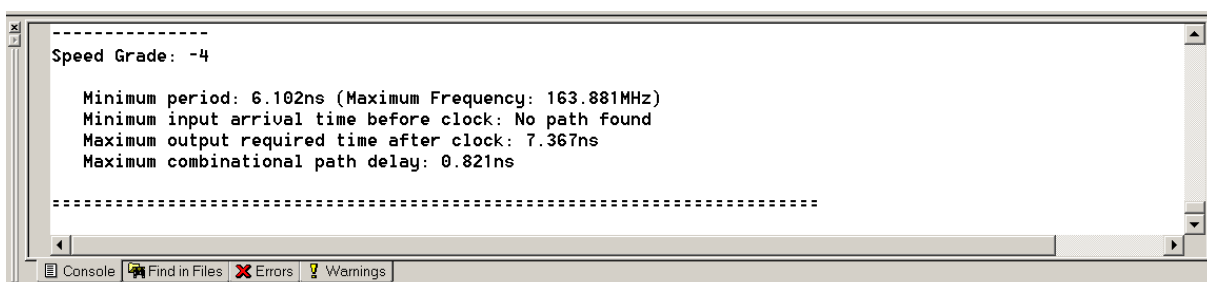 ---------------
Speed Grade: -4
Minimum period: 6.102ns (Maximum Frequency: 163.881MHz)
Minimum input arrival time before clock: No path found
Maximum output required time after clock: 7.367ns
Maximum combinational path delay: 0.821ns
=========================================================================
Console Find in Files Errors Warnings